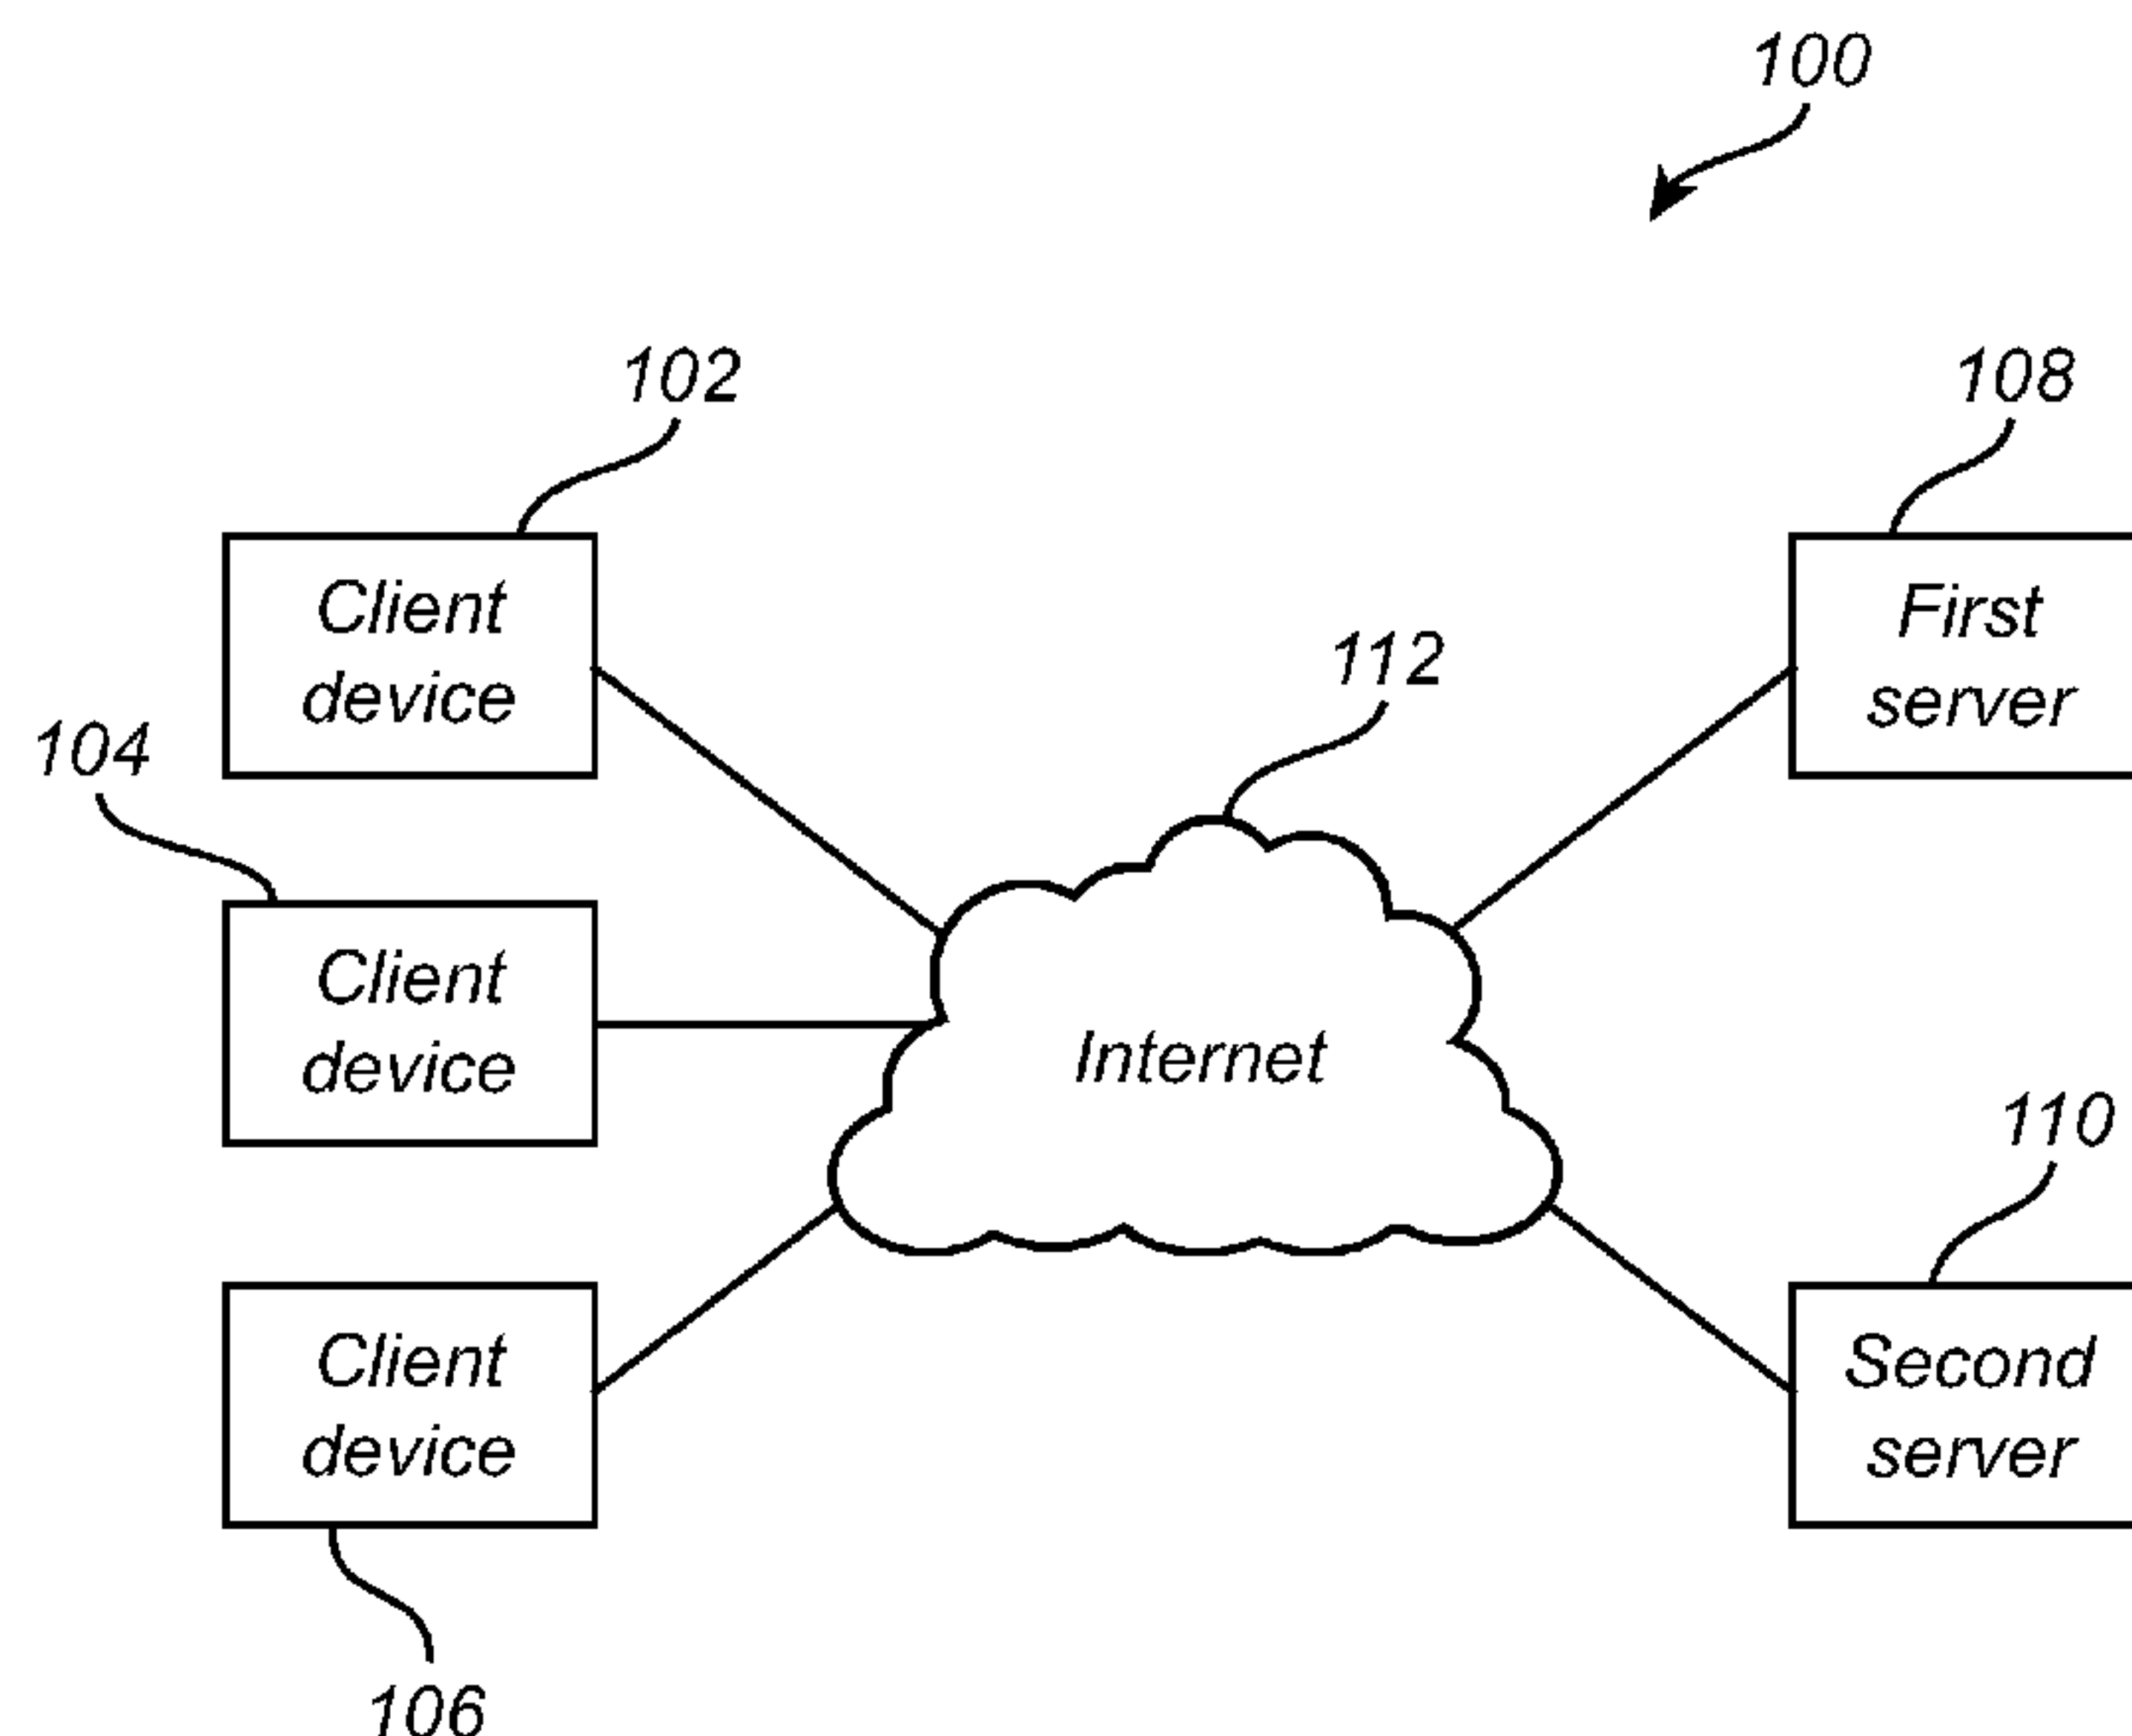 100
102
108
Client
device
First
server
112
104
Client
device
Internet
110
Client
device
Second
server
106